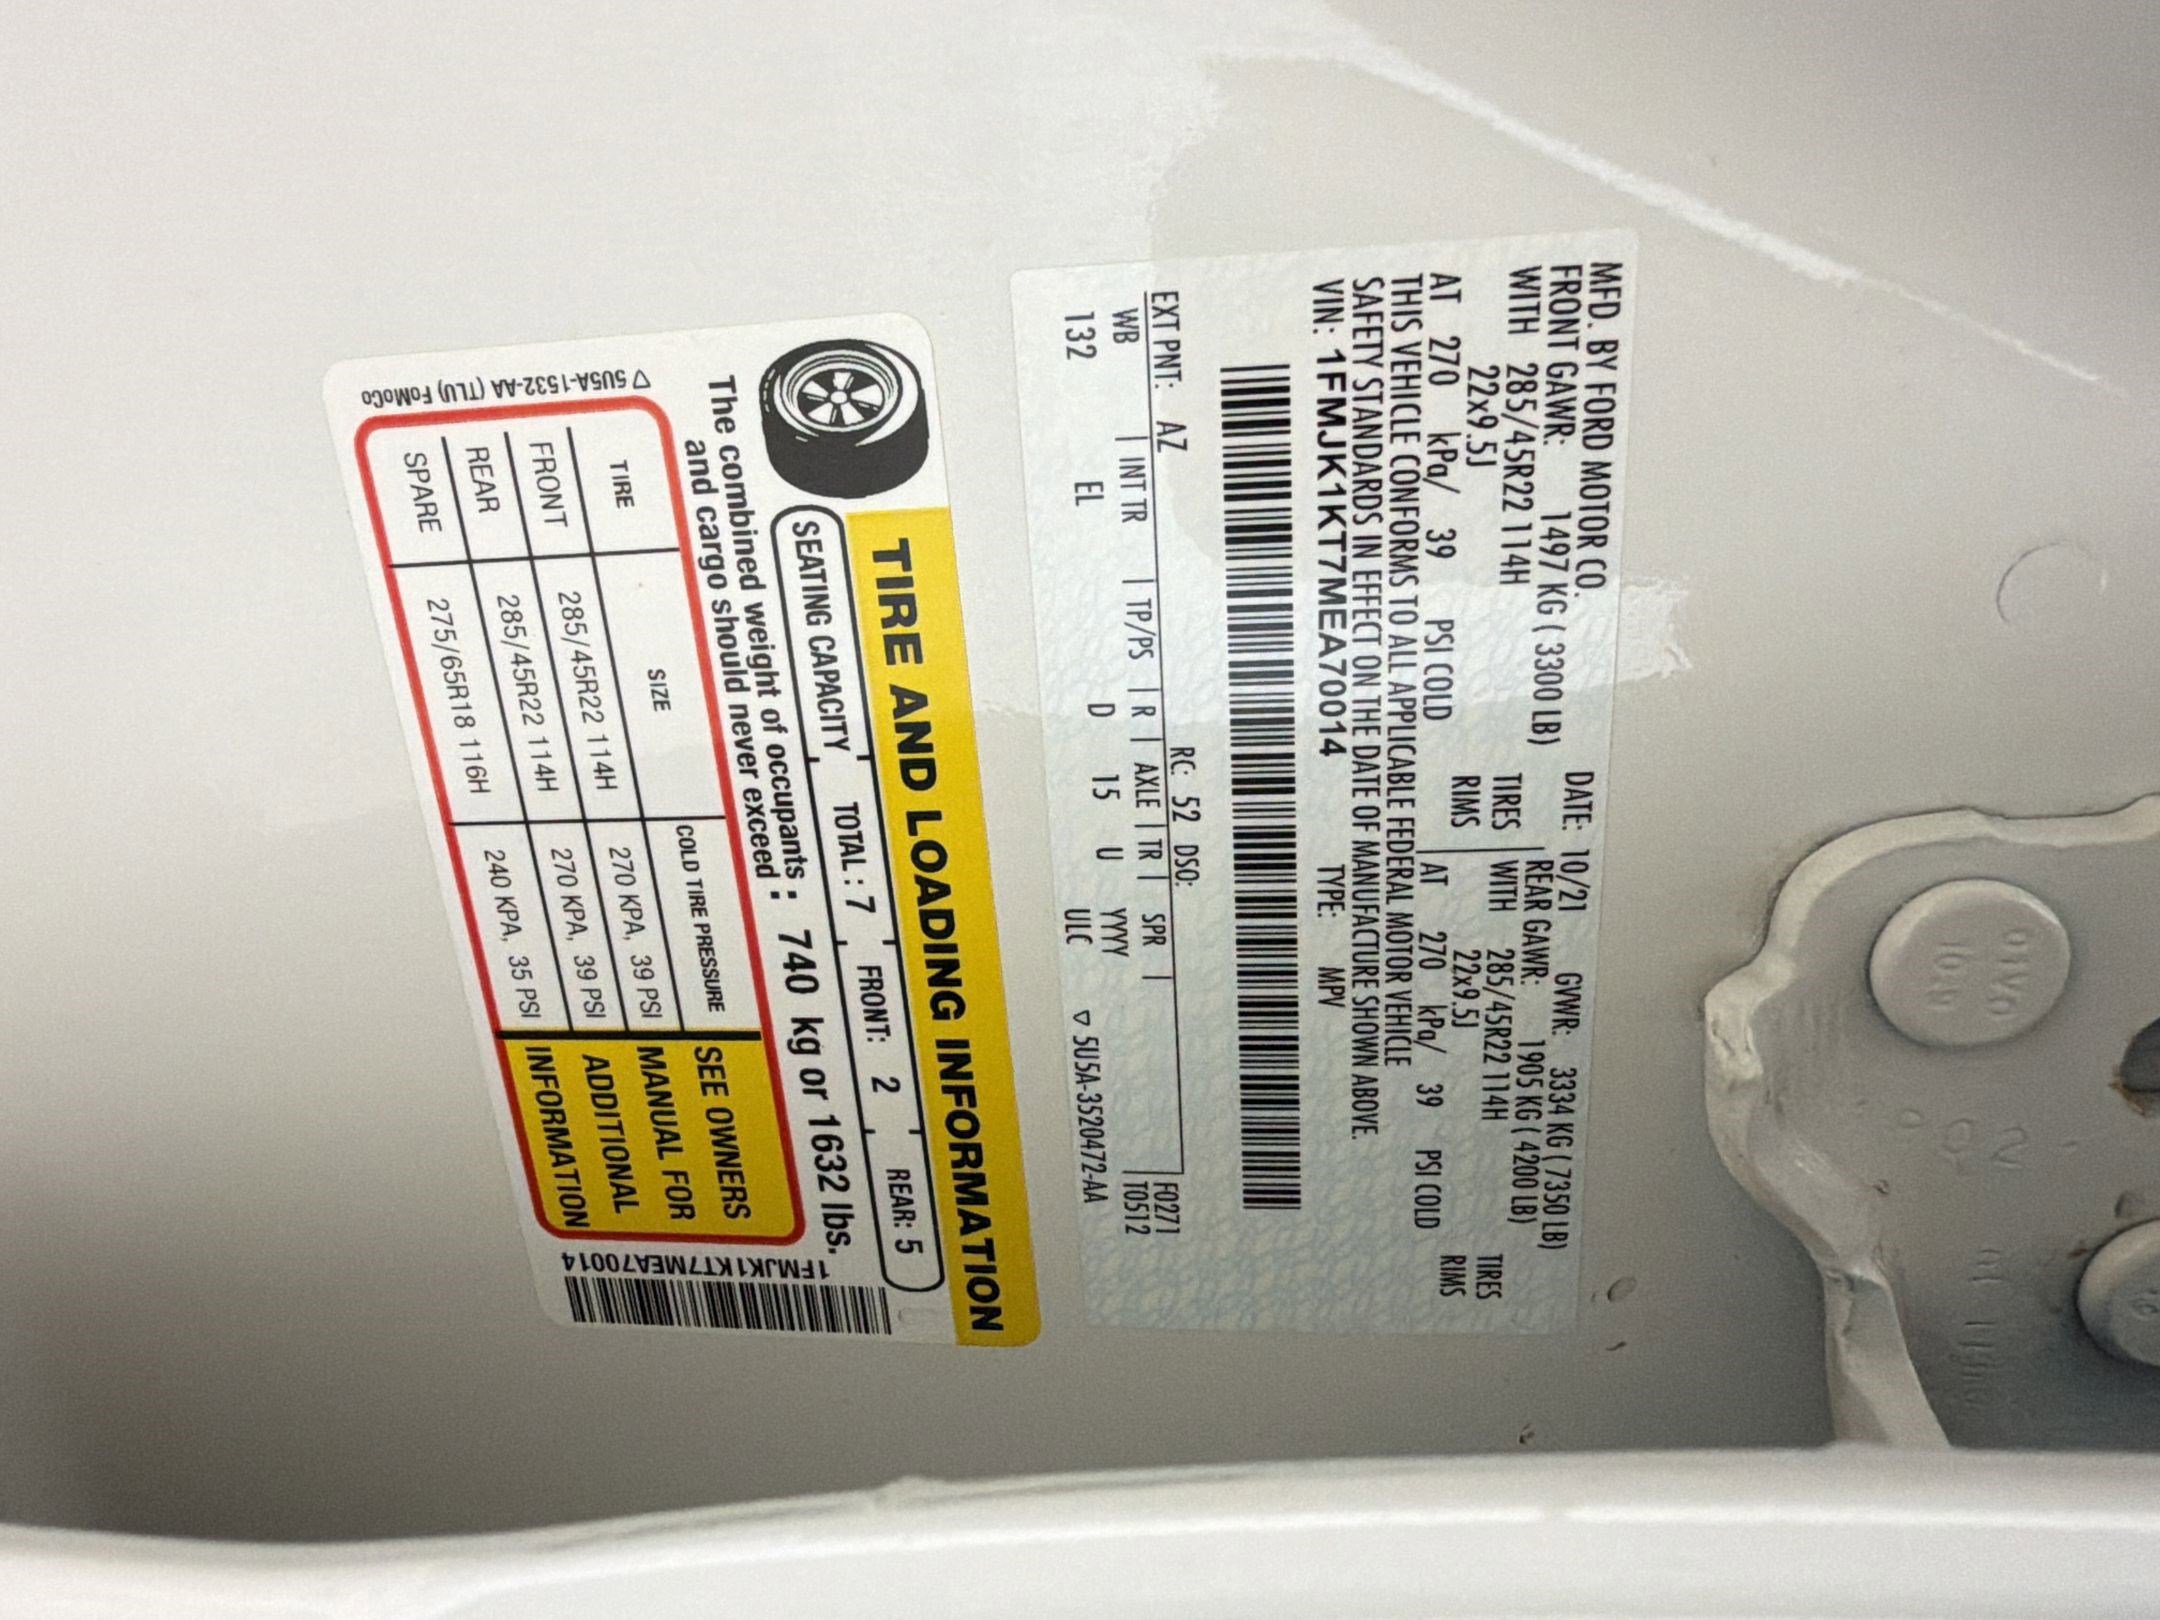 MFD. BY FORD MOTOR CO.
DATE: 10/21 GVWR: 3334 KG ( 7350 LB)
FRONT GAWR: 1497 KG ( 3300 LB) REAR GAWR: 1905 KG ( 4200 LB)
WITH 285/45R22 114H TIRES WITH 285/45R22 114H TIRES
22x9.5J RIMS 22x9.5J RIMS
AT 270 kPa/ 39 PSI COLD AT 270 kPa/ 39 PSI COLD
THIS VEHICLE CONFORMS TO ALL APPLICABLE FEDERAL MOTOR VEHICLE
SAFETY STANDARDS IN EFFECT ON THE DATE OF MANUFACTURE SHOWN ABOVE.
VIN: 1FMJK1KT7MEA70014 TYPE: MPV
F0271
T0512
EXT PNT: AZ RC: 52 DSO:
WB INT TR TP/PS R AXLE TR SPR
132 EL D 15 U YYYY
ULC ▽ 5U5A-3520472-AA
TIRE AND LOADING INFORMATION
SEATING CAPACITY TOTAL : 7 FRONT: 2 REAR: 5
The combined weight of occupants
and cargo should never exceed : 740 kg or 1632 lbs.
TIRE SIZE COLD TIRE PRESSURE
FRONT 285/45R22 114H 270 KPA, 39 PSI
REAR 285/45R22 114H 270 KPA, 39 PSI
SPARE 275/65R18 116H 240 KPA, 35 PSI
SEE OWNERS
MANUAL FOR
ADDITIONAL
INFORMATION
▽ 5U5A-1532-AA (TLU) FoMoCo
1FMJK1KT7MEA70014